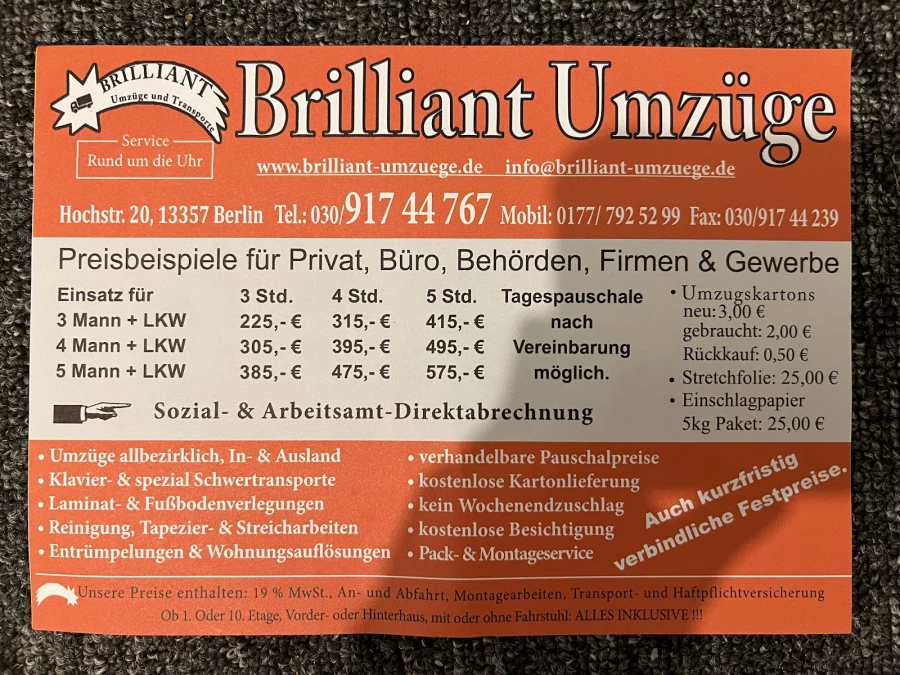 BRILLIANT
Umzüge und Transporte
Service
Rund um die Uhr
Brilliant Umzüge
www.brilliant-umzuege.de info@brilliant-umzuege.de
Hochstr. 20, 13357 Berlin Tel.: 030/917 44 767 Mobil: 0177/ 792 52 99 Fax: 030/917 44 239
Preisbeispiele für Privat, Büro, Behörden, Firmen & Gewerbe
Einsatz für 3 Std. 4 Std. 5 Std. Tagespauschale
3 Mann + LKW 225,- € 315,- € 415,- € nach
4 Mann + LKW 305,- € 395,- € 495,- € Vereinbarung
5 Mann + LKW 385,- € 475,- € 575,- € möglich.
• Umzugskartons
neu: 3,00 €
gebraucht: 2,00 €
Rückkauf: 0,50 €
• Stretchfolie: 25,00 €
• Einschlagpapier
5kg Paket: 25,00 €
Sozial- & Arbeitsamt-Direktabrechnung
• Umzüge allbezirklich, In- & Ausland
• Klavier- & spezial Schwertransporte
• Laminat- & Fußbodenverlegungen
• Reinigung, Tapezier- & Streicharbeiten
• Entrümpelungen & Wohnungsauflösungen
• verhandelbare Pauschalpreise
• kostenlose Kartonlieferung
• kein Wochenendzuschlag
• kostenlose Besichtigung
• Pack- & Montageservice
Auch kurzfristig
verbindliche Festpreise.
Unsere Preise enthalten: 19 % MwSt., An- und Abfahrt, Montagearbeiten, Transport- und Haftpflichtversicherung
Ob 1. Oder 10. Etage, Vorder- oder Hinterhaus, mit oder ohne Fahrstuhl: ALLES INKLUSIVE !!!